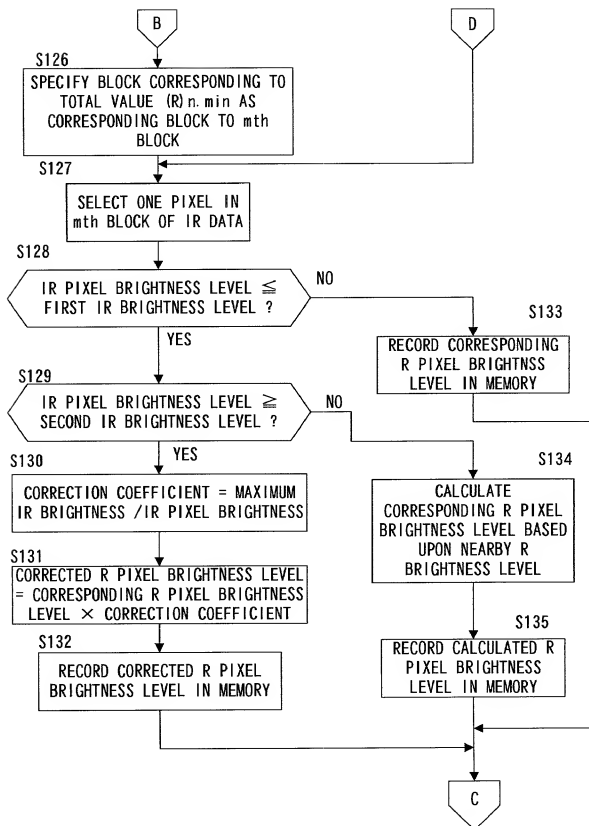 B
D
S126
SPECIFY BLOCK CORRESPONDING TO
TOTAL VALUE (R)n.min AS
CORRESPONDING BLOCK TO mth
BLOCK
S127
SELECT ONE PIXEL IN
mth BLOCK OF IR DATA
S128
IR PIXEL BRIGHTNESS LEVEL ≦
FIRST IR BRIGHTNESS LEVEL ?
NO
YES
S133
RECORD CORRESPONDING
R PIXEL BRIGHTNSS
LEVEL IN MEMORY
S129
IR PIXEL BRIGHTNESS LEVEL ≧
SECOND IR BRIGHTNESS LEVEL ?
NO
YES
S130
CORRECTION COEFFICIENT = MAXIMUM
IR BRIGHTNESS /IR PIXEL BRIGHTNESS
S134
CALCULATE
CORRESPONDING R PIXEL
BRIGHTNESS LEVEL BASED
UPON NEARBY R
BRIGHTNESS LEVEL
S131
CORRECTED R PIXEL BRIGHTNESS LEVEL
= CORRESPONDING R PIXEL BRIGHTNESS
LEVEL × CORRECTION COEFFICIENT
S132
RECORD CORRECTED R PIXEL
BRIGHTNESS LEVEL IN MEMORY
S135
RECORD CALCULATED R
PIXEL BRIGHTNESS
LEVEL IN MEMORY
C